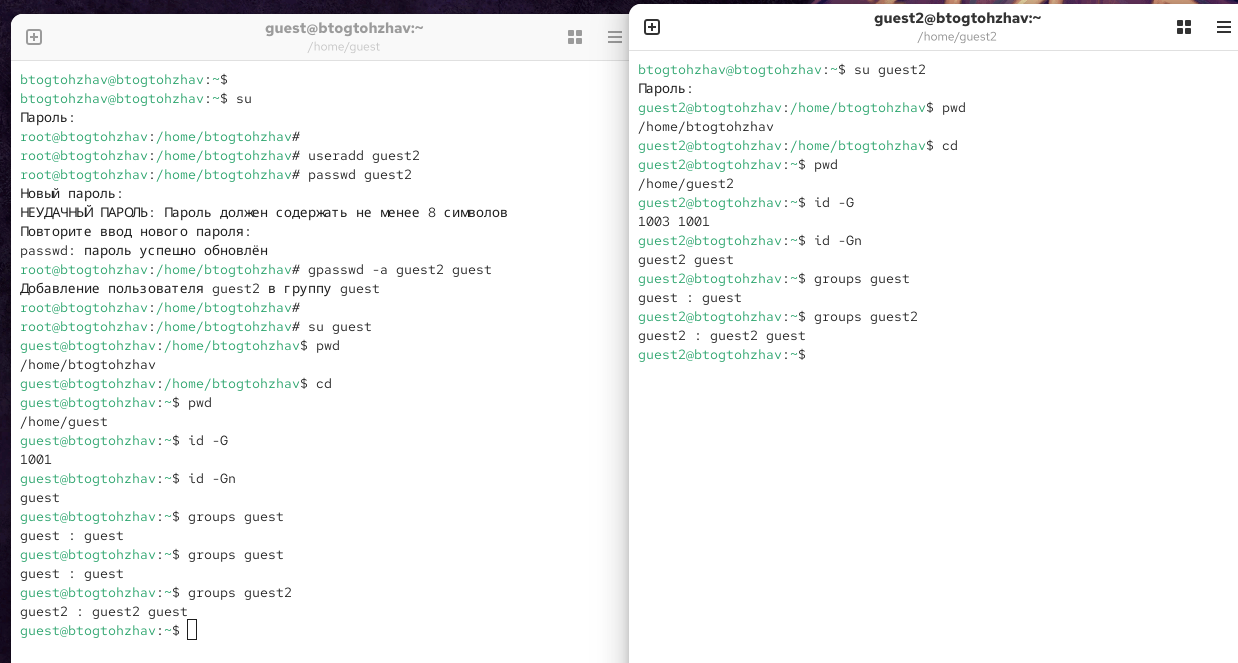 guest@btogtohzhav:~
/home/guest
btogtohzhav@btogtohzhav:~$
btogtohzhav@btogtohzhav:~$ su
Пароль:
root@btogtohzhav:/home/btogtohzhav#
root@btogtohzhav:/home/btogtohzhav# useradd guest2
root@btogtohzhav:/home/btogtohzhav# passwd guest2
Новый пароль:
НЕУДАЧНЫЙ ПАРОЛЬ: Пароль должен содержать не менее 8 символов
Повторите ввод нового пароля:
passwd: пароль успешно обновлён
root@btogtohzhav:/home/btogtohzhav# gpasswd -a guest2 guest
Добавление пользователя guest2 в группу guest
root@btogtohzhav:/home/btogtohzhav#
root@btogtohzhav:/home/btogtohzhav# su guest
guest@btogtohzhav:/home/btogtohzhav$ pwd
/home/btogtohzhav
guest@btogtohzhav:/home/btogtohzhav$ cd
guest@btogtohzhav:~$ pwd
/home/guest
guest@btogtohzhav:~$ id -G
1001
guest@btogtohzhav:~$ id -Gn
guest
guest@btogtohzhav:~$ groups guest
guest : guest
guest@btogtohzhav:~$ groups guest
guest : guest
guest@btogtohzhav:~$ groups guest2
guest2 : guest2 guest
guest@btogtohzhav:~$
guest2@btogtohzhav:~
/home/guest2
btogtohzhav@btogtohzhav:~$ su guest2
Пароль:
guest2@btogtohzhav:/home/btogtohzhav$ pwd
/home/btogtohzhav
guest2@btogtohzhav:/home/btogtohzhav$ cd
guest2@btogtohzhav:~$ pwd
/home/guest2
guest2@btogtohzhav:~$ id -G
1003 1001
guest2@btogtohzhav:~$ id -Gn
guest2 guest
guest2@btogtohzhav:~$ groups guest
guest : guest
guest2@btogtohzhav:~$ groups guest2
guest2 : guest2 guest
guest2@btogtohzhav:~$